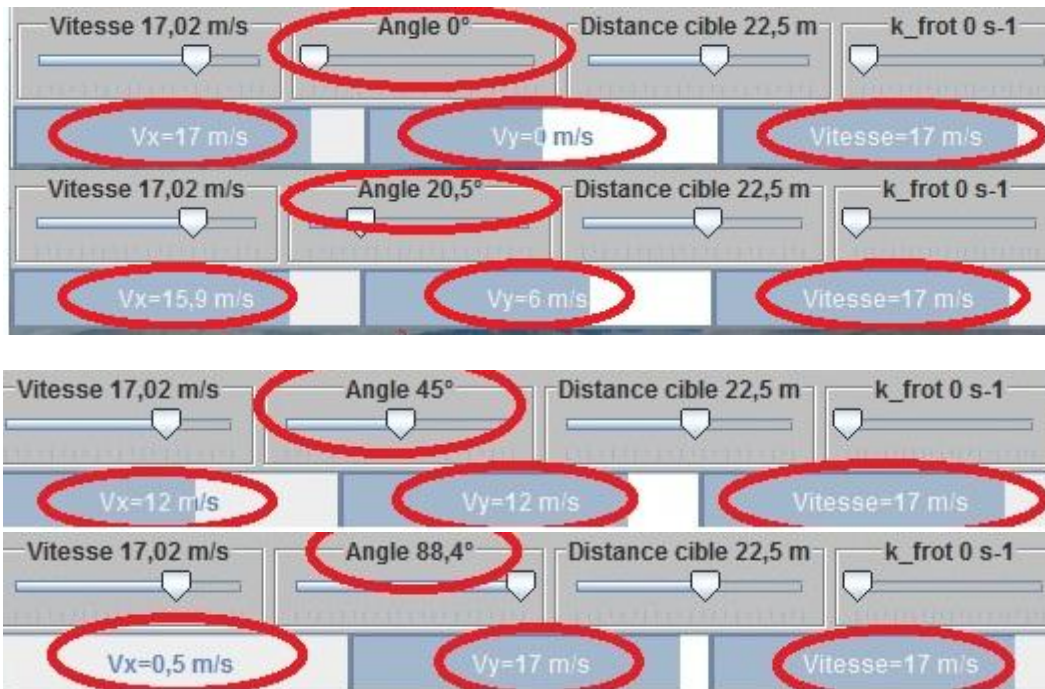 Vitesse 17,02 m/s Angle 0° Distance cible 22,5 m k_frot 0 s-1
Vx=17 m/s Vy=0 m/s Vitesse=17 m/s
Vitesse 17,02 m/s Angle 20,5° Distance cible 22,5 m k_frot 0 s-1
Vx=15,9 m/s Vy=6 m/s Vitesse=17 m/s
Vitesse 17,02 m/s Angle 45° Distance cible 22,5 m k_frot 0 s-1
Vx=12 m/s Vy=12 m/s Vitesse=17 m/s
Vitesse 17,02 m/s Angle 88,4° Distance cible 22,5 m k_frot 0 s-1
Vx=0,5 m/s Vy=17 m/s Vitesse=17 m/s